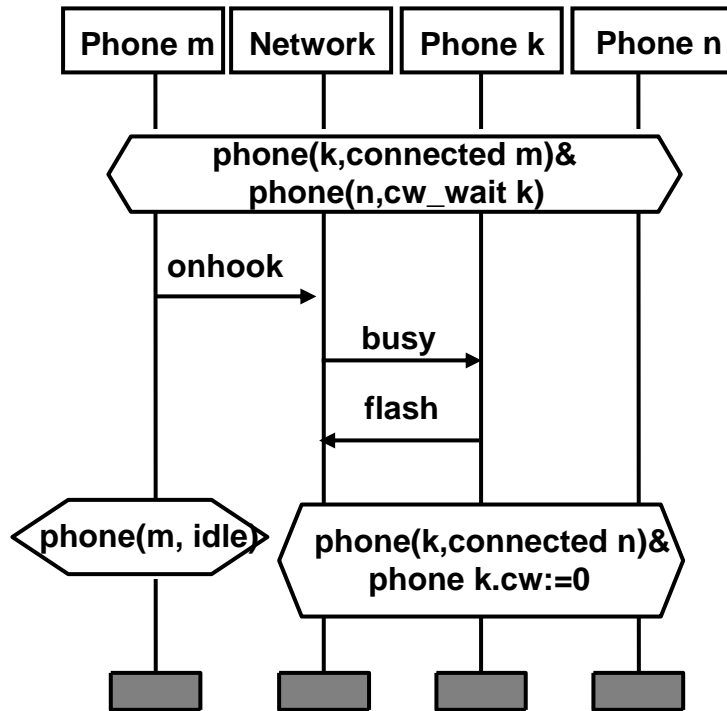 Phone m
Network
Phone k
Phone n
phone(k,connected m)&
phone(n,cw_wait k)
onhook
busy
flash
phone(m, idle)
phone(k,connected n)&
phone k.cw:=0